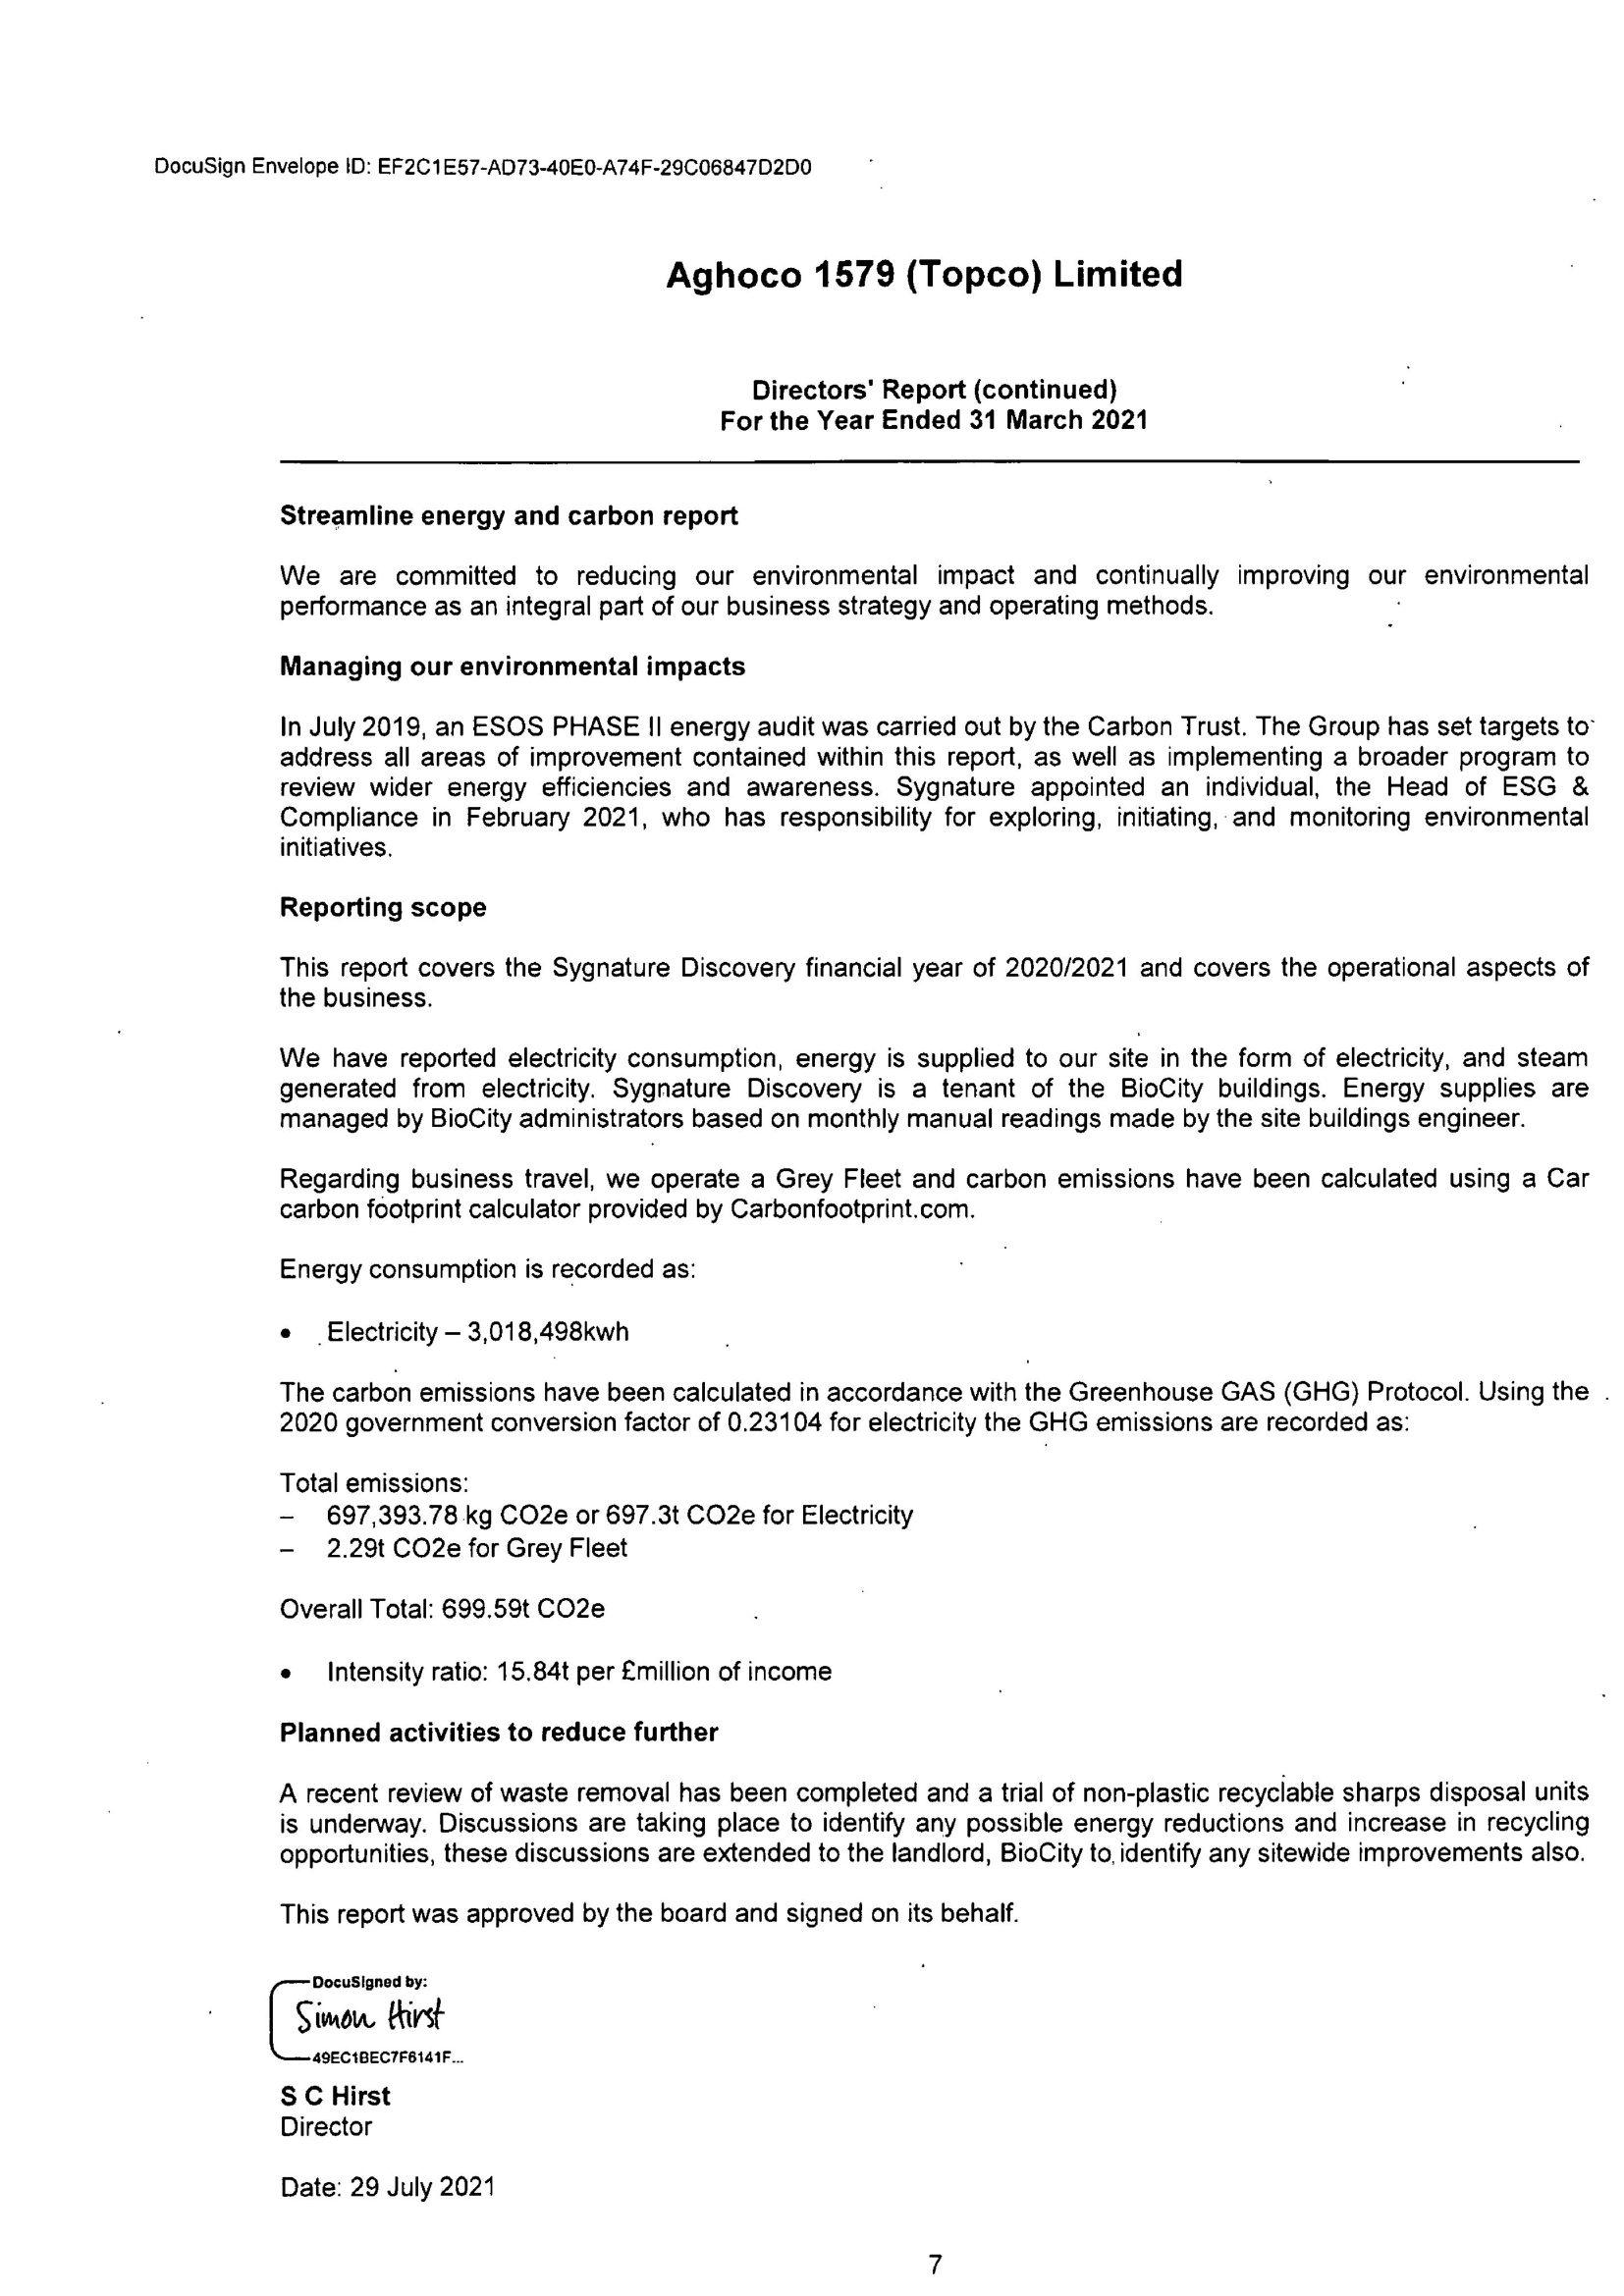 DocuSign Envelope ID: EF2C1E57-AD73-40E0-A74F-29C06847D2D0
Aghoco 1579 (Topco) Limited
Directors' Report (continued)
For the Year Ended 31 March 2021
Streamline energy and carbon report
We are committed to reducing our environmental impact and continually improving our environmental
performance as an integral part of our business strategy and operating methods.
Managing our environmental impacts
In July 2019, an ESOS PHASE II energy audit was carried out by the Carbon Trust. The Group has set targets to
address all areas of improvement contained within this report, as well as implementing a broader program to
review wider energy efficiencies and awareness. Sygnature appointed an individual, the Head of ESG &
Compliance in February 2021, who has responsibility for exploring, initiating, and monitoring environmental
initiatives.
Reporting scope
This report covers the Sygnature Discovery financial year of 2020/2021 and covers the operational aspects of
the business.
We have reported electricity consumption, energy is supplied to our site in the form of electricity, and steam
generated from electricity. Sygnature Discovery is a tenant of the BioCity buildings. Energy supplies are
managed by BioCity administrators based on monthly manual readings made by the site buildings engineer.
Regarding business travel, we operate a Grey Fleet and carbon emissions have been calculated using a Car
carbon footprint calculator provided by Carbonfootprint.com.
Energy consumption is recorded as:
• Electricity – 3,018,498kwh
The carbon emissions have been calculated in accordance with the Greenhouse GAS (GHG) Protocol. Using the
2020 government conversion factor of 0.23104 for electricity the GHG emissions are recorded as:
Total emissions:
– 697,393.78 kg CO2e or 697.3t CO2e for Electricity
– 2.29t CO2e for Grey Fleet
Overall Total: 699.59t CO2e
• Intensity ratio: 15.84t per £million of income
Planned activities to reduce further
A recent review of waste removal has been completed and a trial of non-plastic recyclable sharps disposal units
is underway. Discussions are taking place to identify any possible energy reductions and increase in recycling
opportunities, these discussions are extended to the landlord, BioCity to identify any sitewide improvements also.
This report was approved by the board and signed on its behalf.
DocuSigned by:
Simon Hirst
49EC1BEC7F6141F...
S C Hirst
Director
Date: 29 July 2021
7